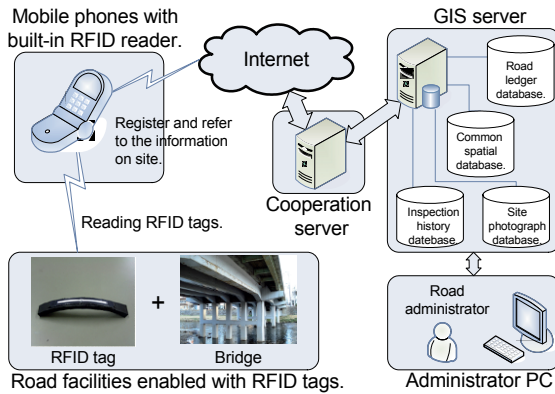 Mobile phones with
built-in RFID reader.
Register and refer
to the information
on site.
Reading RFID tags.
Internet
Cooperation
server
GIS server
Road
ledger
database.
Common
spatial
database.
Inspection
history
datebase.
Site
photograph
database.
Road
administrator
Administrator PC
+
RFID tag
Bridge
Road facilities enabled with RFID tags.